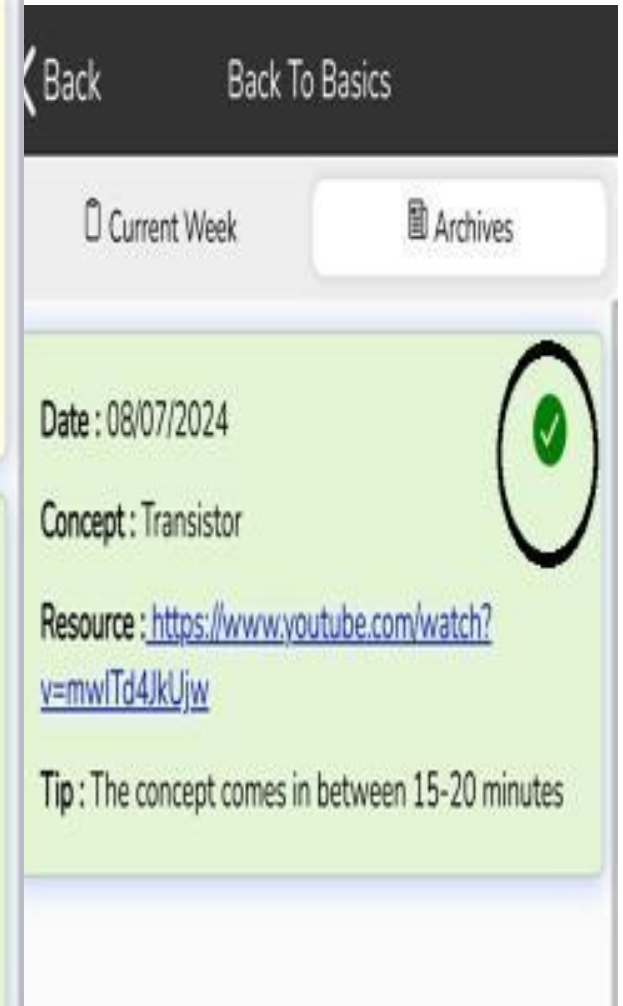 Back
Back To Basics
Current Week
Archives
Date : 08/07/2024
Concept : Transistor
Resource : https://www.youtube.com/watch?
v=mwlTd4JkUjw
Tip : The concept comes in between 15-20 minutes